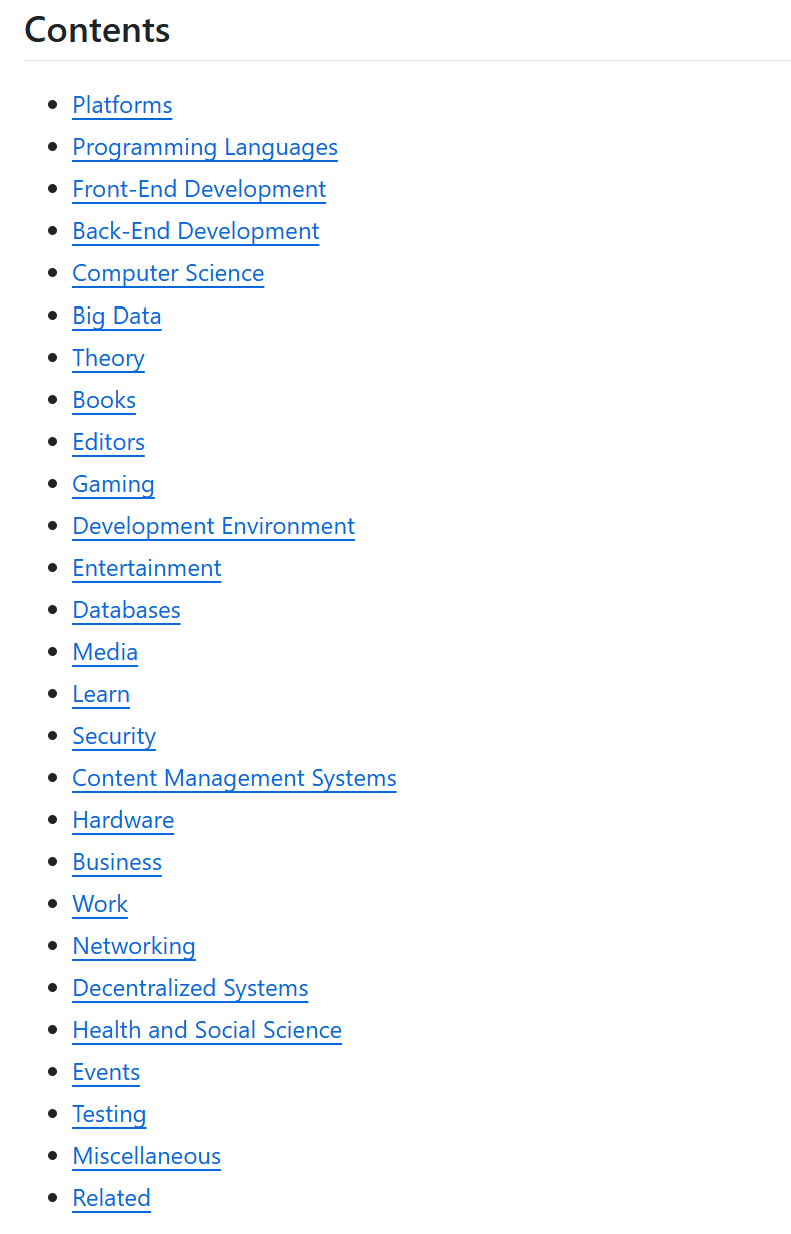 Contents
Platforms
Programming Languages
Front-End Development
Back-End Development
Computer Science
Big Data
Theory
Books
Editors
Gaming
Development Environment
Entertainment
Databases
Media
Learn
Security
Content Management Systems
Hardware
Business
Work
Networking
Decentralized Systems
Health and Social Science
Events
Testing
Miscellaneous
Related